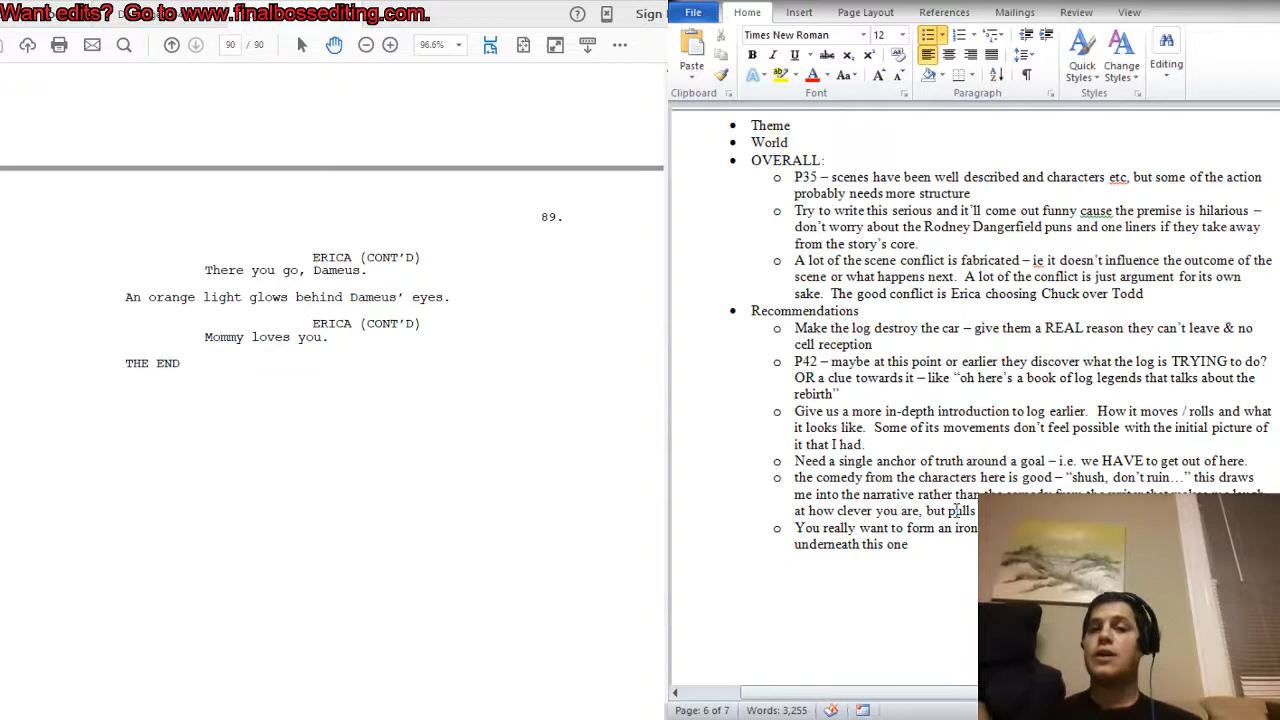 Want edits?  Go to www.finalbossediting.com.
Sign
90 / 90
96.6%
89.
ERICA (CONT'D)
There you go, Dameus.
An orange light glows behind Dameus' eyes.
ERICA (CONT'D)
Mommy loves you.
THE END
File Home Insert Page Layout References Mailings Review View
Times New Roman 12
Paste
Quick Styles
Change Styles
Editing
Clipboard Font Paragraph Styles
• Theme
• World
• OVERALL:
o P35 – scenes have been well described and characters etc, but some of the action
probably needs more structure
o Try to write this serious and it'll come out funny cause the premise is hilarious –
don't worry about the Rodney Dangerfield puns and one liners if they take away
from the story's core.
o A lot of the scene conflict is fabricated – ie it doesn't influence the outcome of the
scene or what happens next.  A lot of the conflict is just argument for its own
sake.  The good conflict is Erica choosing Chuck over Todd
• Recommendations
o Make the log destroy the car – give them a REAL reason they can't leave & no
cell reception
o P42 – maybe at this point or earlier they discover what the log is TRYING to do?
OR a clue towards it – like "oh here's a book of log legends that talks about the
rebirth"
o Give us a more in-depth introduction to log earlier.  How it moves / rolls and what
it looks like.  Some of its movements don't feel possible with the initial picture of
it that I had.
o Need a single anchor of truth around a goal – i.e. we HAVE to get out of here.
o the comedy from the characters here is good – "shush, don't ruin…" this draws
me into the narrative rather than
at how clever you are, but pulls
o You really want to form an
underneath this one
Page: 6 of 7 Words: 3,255